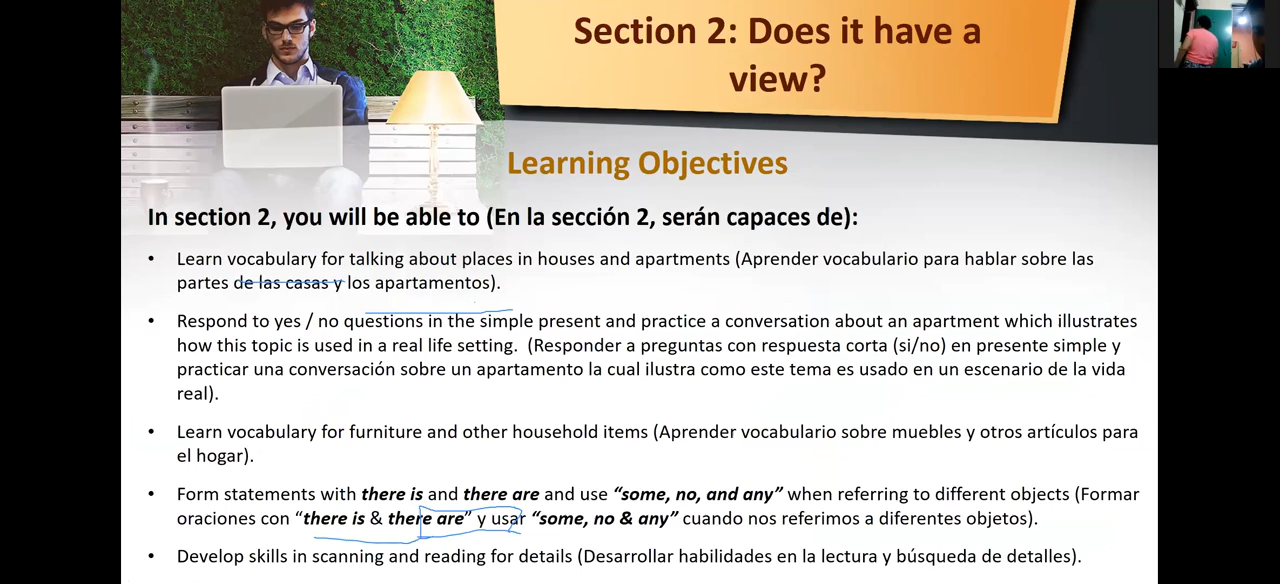 Section 2: Does it have a
view?
Learning Objectives
In section 2, you will be able to (En la sección 2, serán capaces de):
• Learn vocabulary for talking about places in houses and apartments (Aprender vocabulario para hablar sobre las
partes de las casas y los apartamentos).
• Respond to yes / no questions in the simple present and practice a conversation about an apartment which illustrates
how this topic is used in a real life setting. (Responder a preguntas con respuesta corta (si/no) en presente simple y
practicar una conversación sobre un apartamento la cual ilustra como este tema es usado en un escenario de la vida
real).
• Learn vocabulary for furniture and other household items (Aprender vocabulario sobre muebles y otros artículos para
el hogar).
• Form statements with there is and there are and use “some, no, and any” when referring to different objects (Formar
oraciones con “there is & there are” y usar “some, no & any” cuando nos referimos a diferentes objetos).
• Develop skills in scanning and reading for details (Desarrollar habilidades en la lectura y búsqueda de detalles).